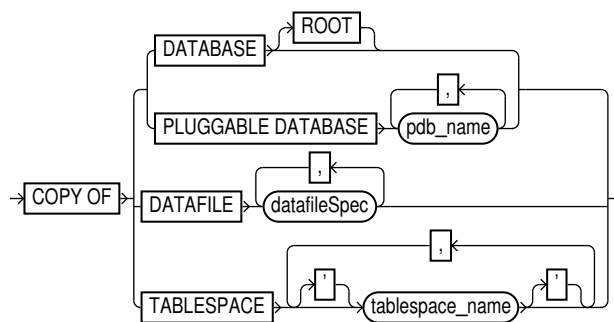 ROOT
DATABASE
,
PLUGGABLE DATABASE pdb_name
,
COPY OF DATAFILE datafileSpec
,
TABLESPACE ' tablespace_name '